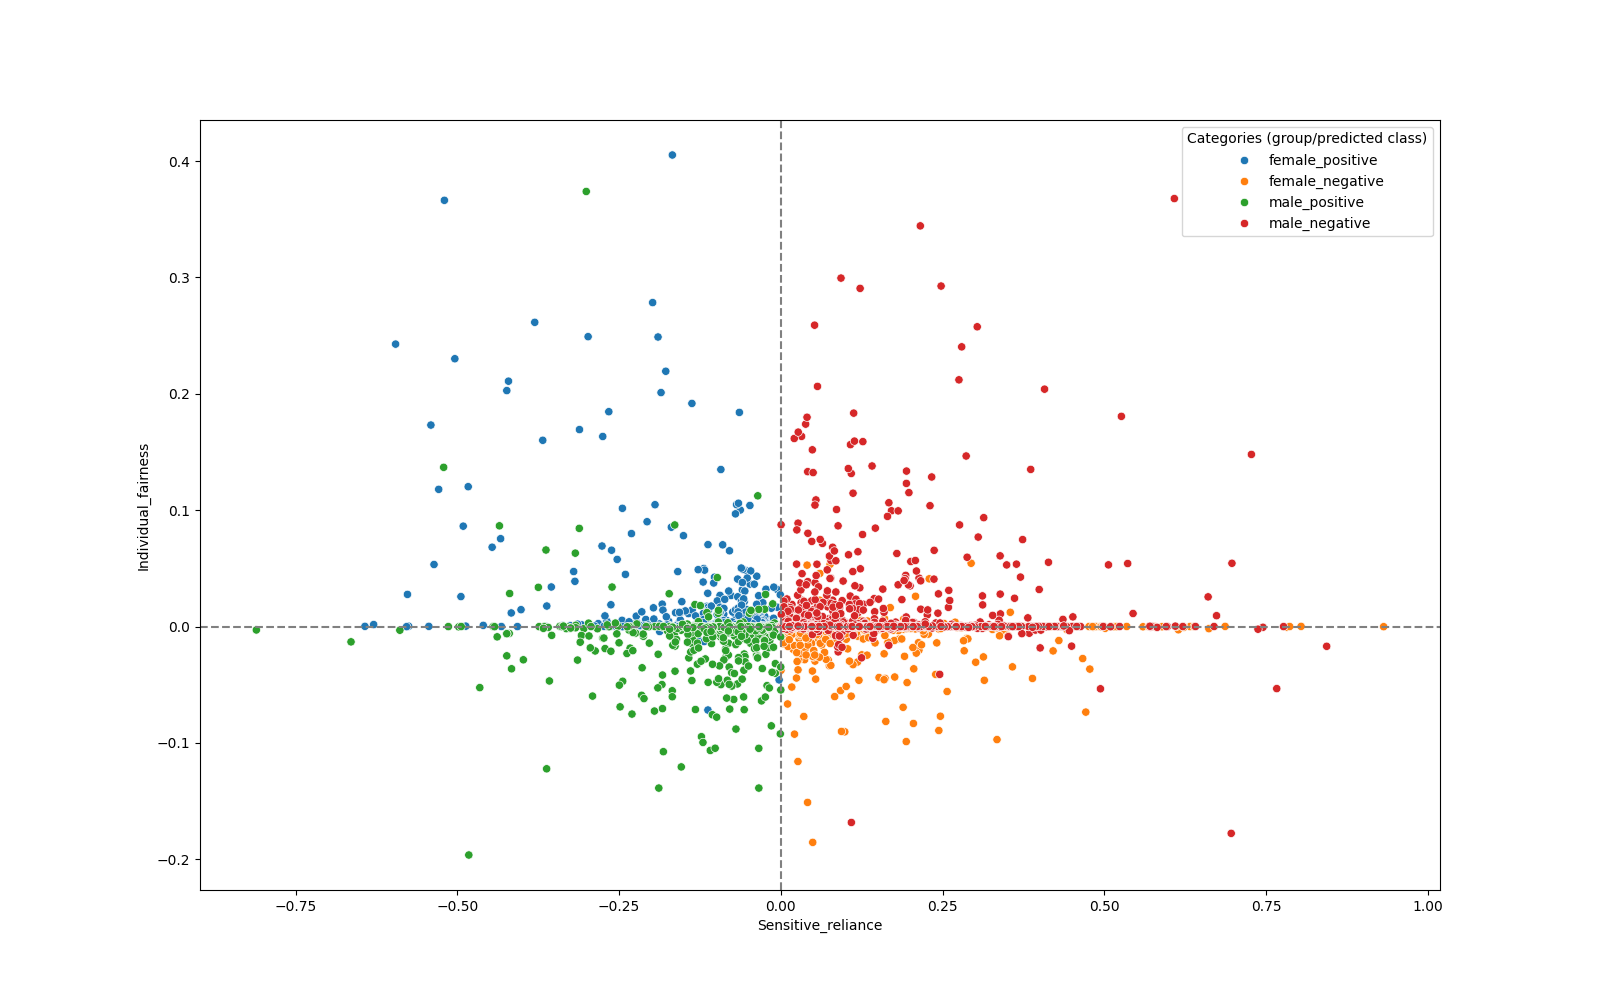 Categories (group/predicted class)
female_positive
female_negative
male_positive
male_negative
Individual_fairness
0.4
0.3
0.2
0.1
0.0
−0.1
−0.2
−0.75
−0.50
−0.25
0.00
0.25
0.50
0.75
1.00
Sensitive_reliance